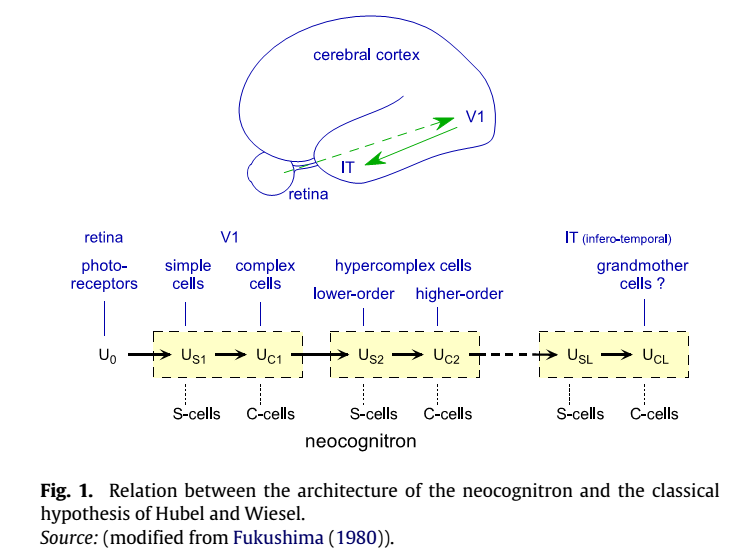 cerebral cortex
V1
IT
retina
retina V1 IT (infero-temporal)
photo- simple complex hypercomplex cells grandmother
receptors cells cells lower-order higher-order cells ?
U0 US1 UC1 US2 UC2 USL UCL
S-cells C-cells S-cells C-cells S-cells C-cells
neocognitron
Fig. 1. Relation between the architecture of the neocognitron and the classical
hypothesis of Hubel and Wiesel.
Source: (modified from Fukushima (1980)).